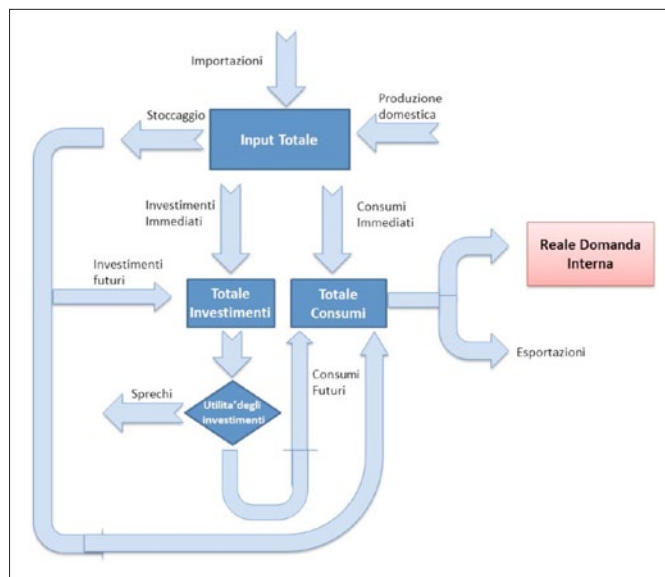 Importazioni
Stoccaggio
Produzione
domestica
Input Totale
Investimenti
Immediati
Consumi
Immediati
Reale Domanda
Interna
Investimenti
futuri
Totale
Investimenti
Totale
Consumi
Esportazioni
Consumi
Futuri
Sprechi
Utilita'degli
investimenti